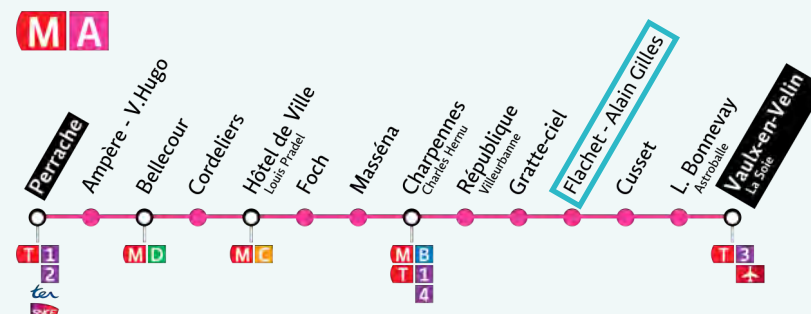 M A
Perrache
Ampère - V.Hugo
Bellecour
Cordeliers
Hôtel de Ville
Louis Pradel
Foch
Masséna
Charpennes
Charles Hernu
République
Villeurbanne
Gratte-ciel
Flachet - Alain Gilles
Cusset
L. Bonnevay
Astroballe
Vaulx-en-Velin
La Soie
T 1
2
ter
SNCF
M D
M C
M B
T 1
4
T 3